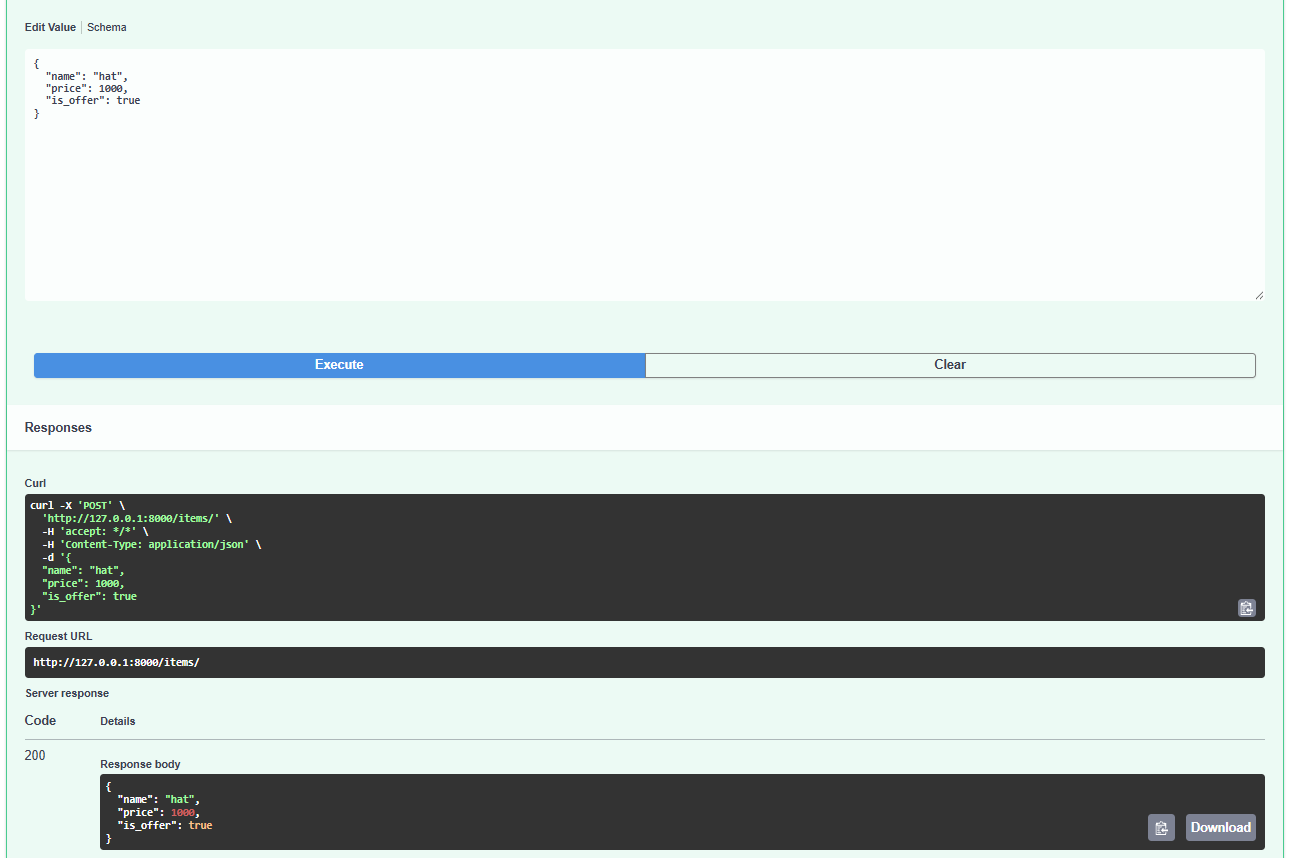 Edit Value | Schema
{
  "name": "hat",
  "price": 1000,
  "is_offer": true
}
Execute
Clear
Responses
Curl
curl -X 'POST' \
  'http://127.0.0.1:8000/items/' \
  -H 'accept: */*' \
  -H 'Content-Type: application/json' \
  -d '{
  "name": "hat",
  "price": 1000,
  "is_offer": true
}'
Request URL
http://127.0.0.1:8000/items/
Server response
Code Details
200
Response body
{
  "name": "hat",
  "price": 1000,
  "is_offer": true
}
Download